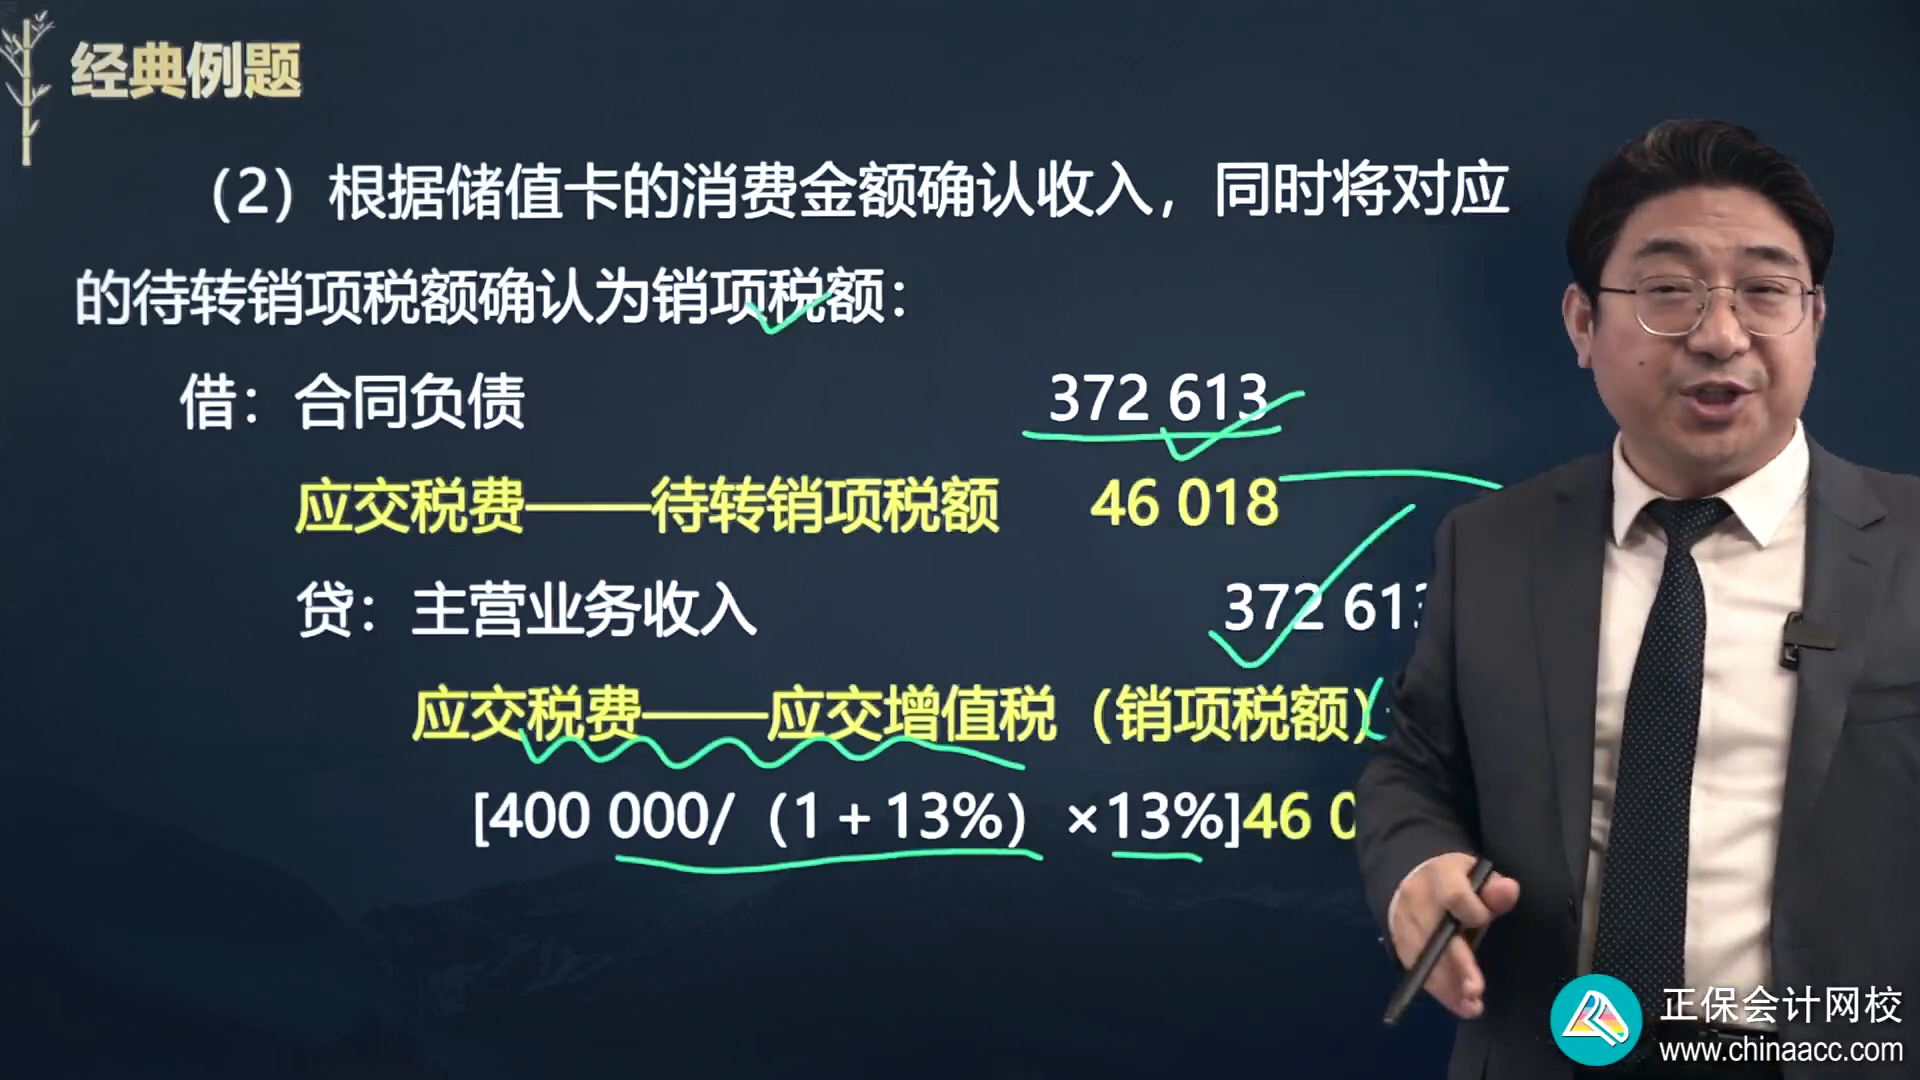 经典例题
（2）根据储值卡的消费金额确认收入，同时将对应
的待转销项税额确认为销项税额：
借：合同负债 372 613
应交税费——待转销项税额 46 018
贷：主营业务收入 372 613
应交税费——应交增值税（销项税额）
[400 000/（1＋13%）×13%]46 0
正保会计网校
www.chinaacc.com